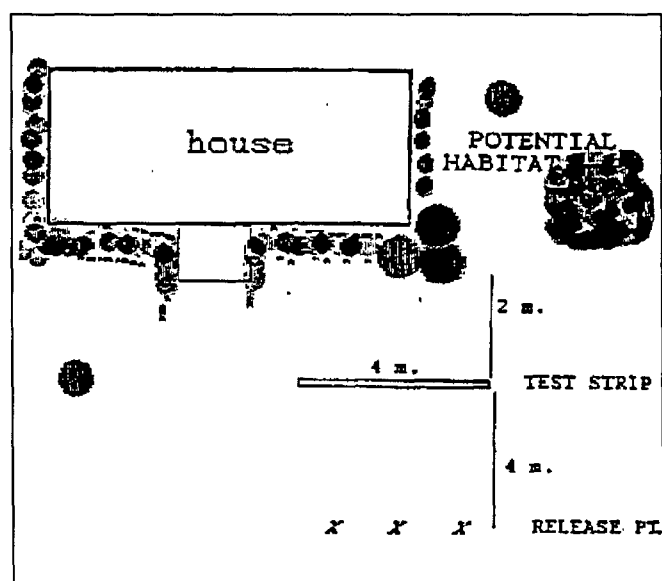 house
POTENTIAL
HABITAT
2 m.
4 m.
TEST STRIP
4 m.
X X X RELEASE PT.